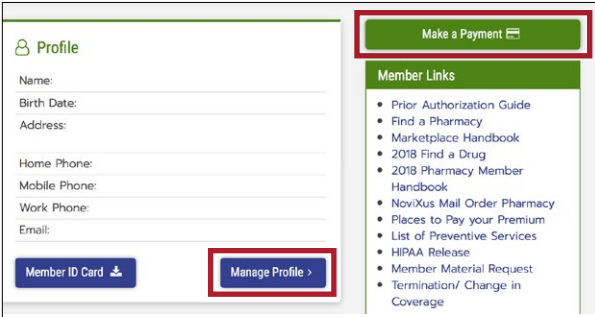 Profile
Name:
Birth Date:
Address:
Home Phone:
Mobile Phone:
Work Phone:
Email:
Member ID Card
Manage Profile >
Make a Payment
Member Links
• Prior Authorization Guide
• Find a Pharmacy
• Marketplace Handbook
• 2018 Find a Drug
• 2018 Pharmacy Member
Handbook
• NoviXus Mail Order Pharmacy
• Places to Pay your Premium
• List of Preventive Services
• HIPAA Release
• Member Material Request
• Termination/ Change in
Coverage